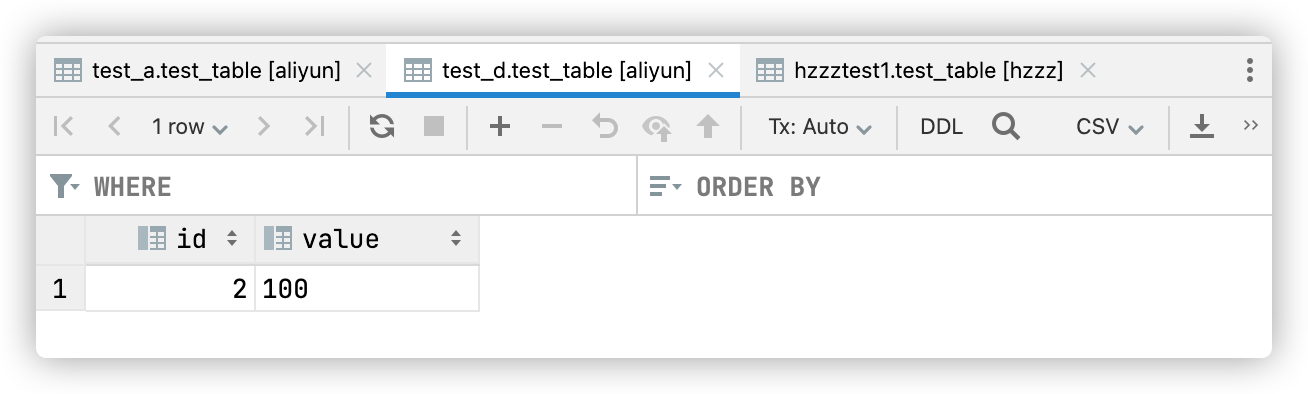 test_a.test_table [aliyun] test_d.test_table [aliyun] hzzztest1.test_table [hzzz]
1 row Tx: Auto DDL CSV
WHERE ORDER BY
id value
1 2 100